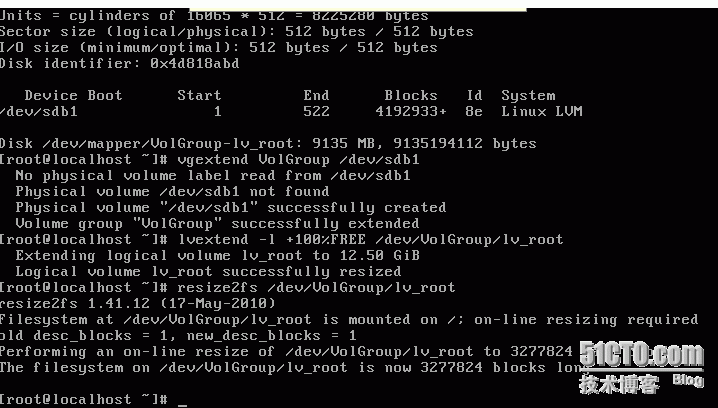 Units = cylinders of 16065 * 512 = 8225280 bytes
Sector size (logical/physical): 512 bytes / 512 bytes
I/O size (minimum/optimal): 512 bytes / 512 bytes
Disk identifier: 0x4d818abd
Device Boot Start End Blocks Id System
/dev/sdb1 1 522 4192933+ 8e Linux LVM
Disk /dev/mapper/VolGroup-lv_root: 9135 MB, 9135194112 bytes
[root@localhost ~]# vgextend VolGroup /dev/sdb1
No physical volume label read from /dev/sdb1
Physical volume /dev/sdb1 not found
Physical volume "/dev/sdb1" successfully created
Volume group "VolGroup" successfully extended
[root@localhost ~]# lvextend -l +100%FREE /dev/VolGroup/lv_root
Extending logical volume lv_root to 12.50 GiB
Logical volume lv_root successfully resized
[root@localhost ~]# resize2fs /dev/VolGroup/lv_root
resize2fs 1.41.12 (17-May-2010)
Filesystem at /dev/VolGroup/lv_root is mounted on /; on-line resizing required
old desc_blocks = 1, new_desc_blocks = 1
Performing an on-line resize of /dev/VolGroup/lv_root to 3277824
The filesystem on /dev/VolGroup/lv_root is now 3277824 blocks long
[root@localhost ~]# _
51CTO.com
技术博客 Blog